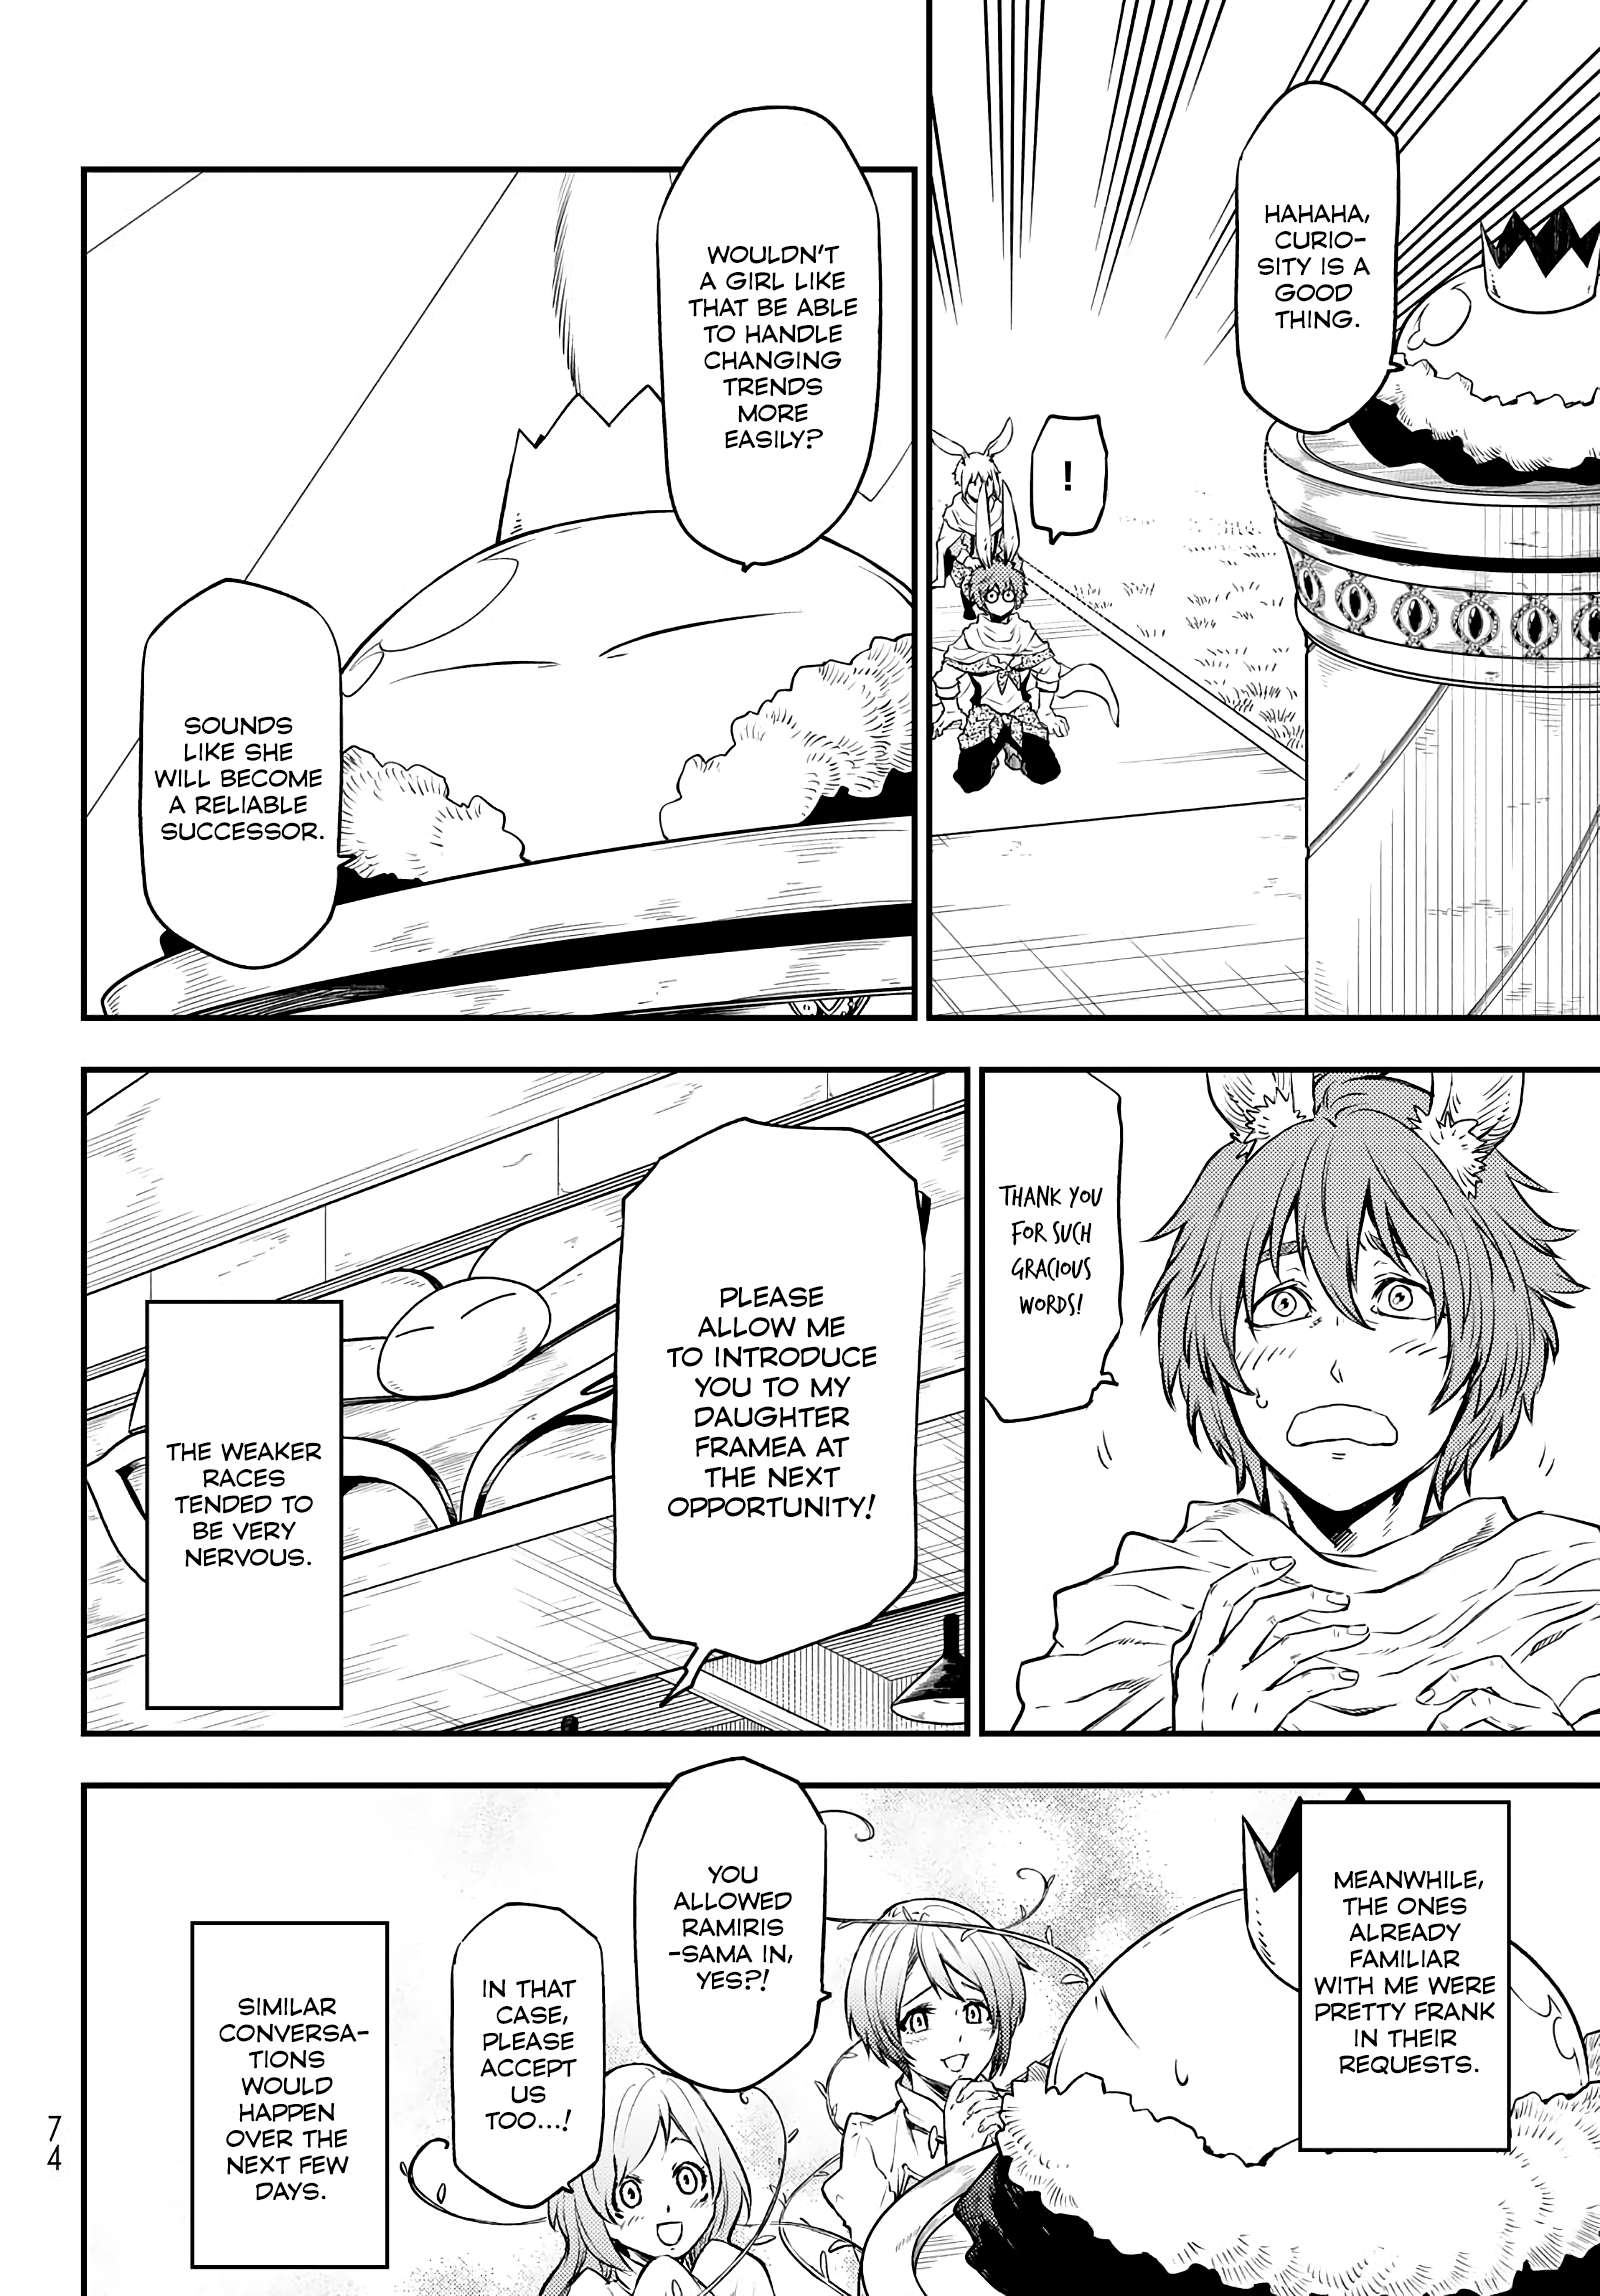 HAHAHA,
CURIO-
SITY IS A
GOOD
THING.
!
WOULDN'T
A GIRL LIKE
THAT BE ABLE
TO HANDLE
CHANGING
TRENDS
MORE
EASILY?
SOUNDS
LIKE SHE
WILL BECOME
A RELIABLE
SUCCESSOR.
THANK YOU
FOR SUCH
GRACIOUS
WORDS!
PLEASE
ALLOW ME
TO INTRODUCE
YOU TO MY
DAUGHTER
FRAMEA AT
THE NEXT
OPPORTUNITY!
THE WEAKER
RACES
TENDED TO
BE VERY
NERVOUS.
MEANWHILE,
THE ONES
ALREADY
FAMILIAR
WITH ME WERE
PRETTY FRANK
IN THEIR
REQUESTS.
YOU
ALLOWED
RAMIRIS
-SAMA IN,
YES?!
IN THAT
CASE,
PLEASE
ACCEPT
US
TOO...!
SIMILAR
CONVERSA-
TIONS
WOULD
HAPPEN
OVER THE
NEXT FEW
DAYS.
74